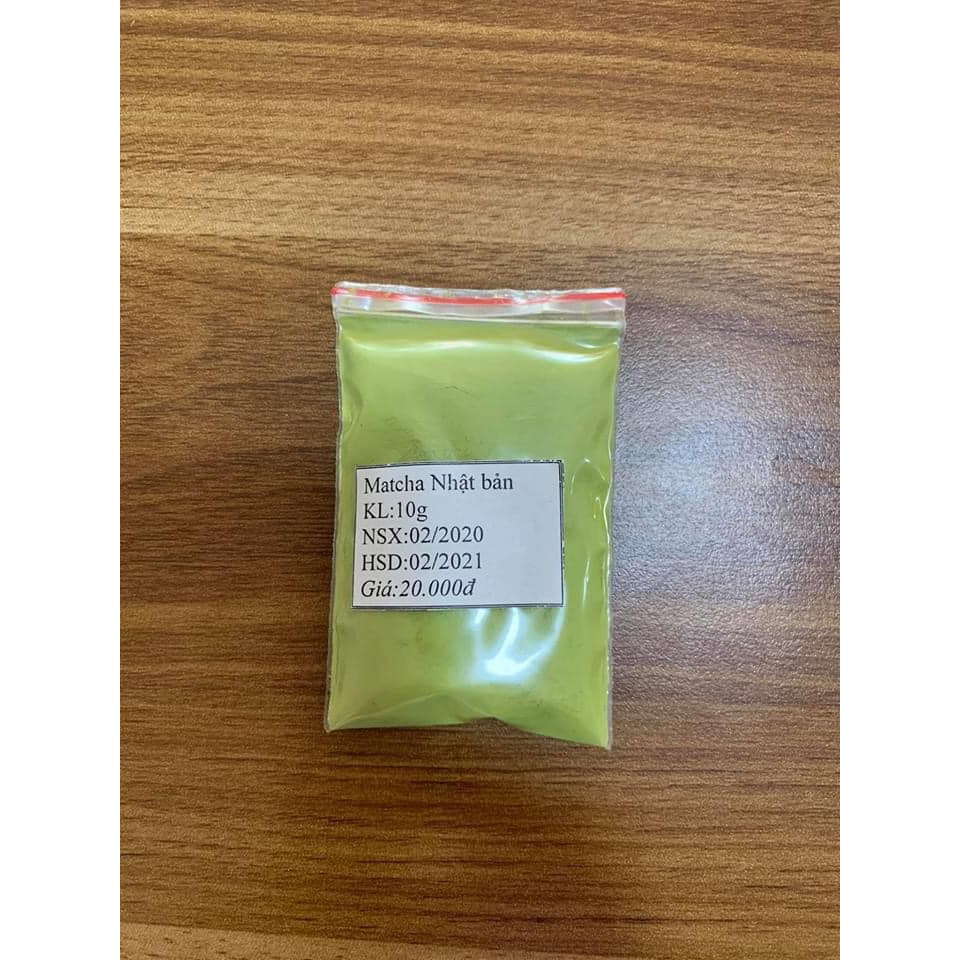 Matcha Nhật bản
KL:10g
NSX:02/2020
HSD:02/2021
Giá:20.000đ